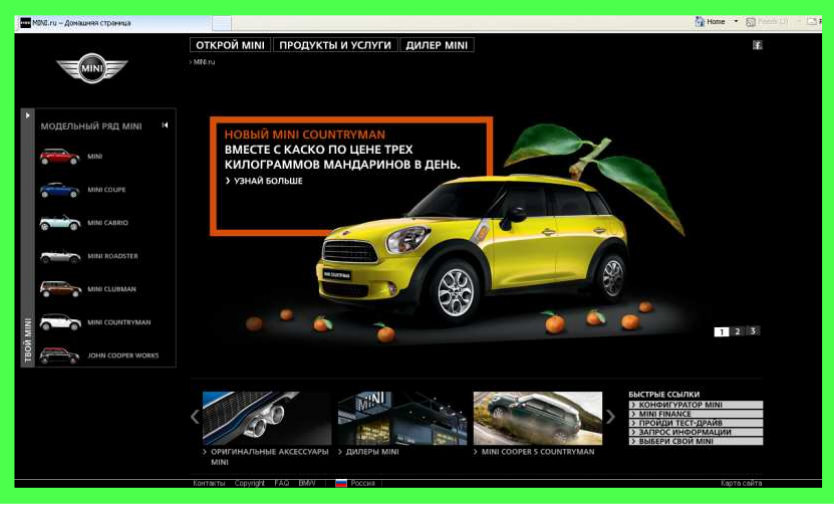 MINI.ru – Домашняя страница
Home
ОТКРОЙ MINI ПРОДУКТЫ И УСЛУГИ ДИЛЕР MINI
f
› MINI.ru
MINI
МОДЕЛЬНЫЙ РЯД MINI
MINI
MINI COUPE
MINI CABRIO
MINI ROADSTER
MINI CLUBMAN
MINI COUNTRYMAN
JOHN COOPER WORKS
ТВОЙ MINI
НОВЫЙ MINI COUNTRYMAN
ВМЕСТЕ С КАСКО ПО ЦЕНЕ ТРЕХ
КИЛОГРАММОВ МАНДАРИНОВ В ДЕНЬ.
› УЗНАЙ БОЛЬШЕ
MINI COUNTRYMAN
1 2 3
MINI
› ОРИГИНАЛЬНЫЕ АКСЕССУАРЫ
MINI
› ДИЛЕРЫ MINI
› MINI COOPER S COUNTRYMAN
БЫСТРЫЕ ССЫЛКИ
› КОНФИГУРАТОР MINI
› MINI FINANCE
› ПРОЙДИ ТЕСТ-ДРАЙВ
› ЗАПРОС ИНФОРМАЦИИ
› ВЫБЕРИ СВОЙ MINI
Контакты Copyright FAQ BMW Россия
Карта сайта